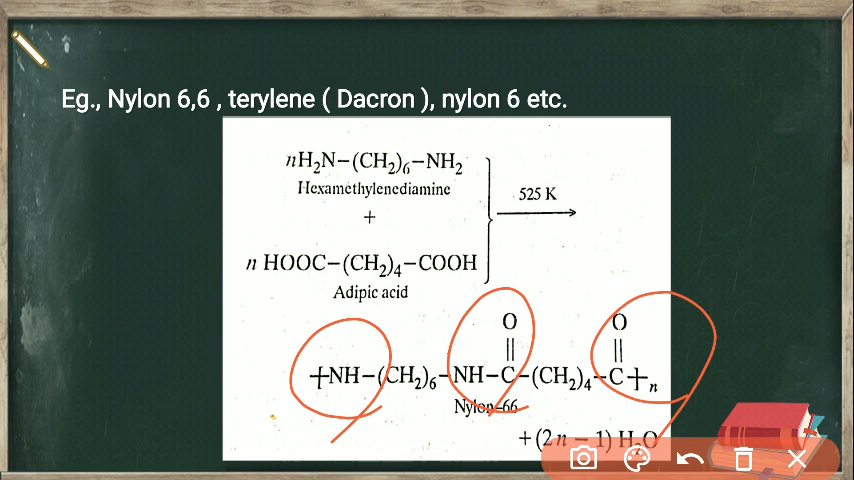 Eg., Nylon 6,6 , terylene ( Dacron ), nylon 6 etc.
nH₂N−(CH₂)₆−NH₂
Hexamethylenediamine
+
525 K
n HOOC−(CH₂)₄−COOH
Adipic acid
O O
|| ||
+NH−(CH₂)₆−NH−C−(CH₂)₄−C+n
Nylon-66
+(2n − 1) H₂O